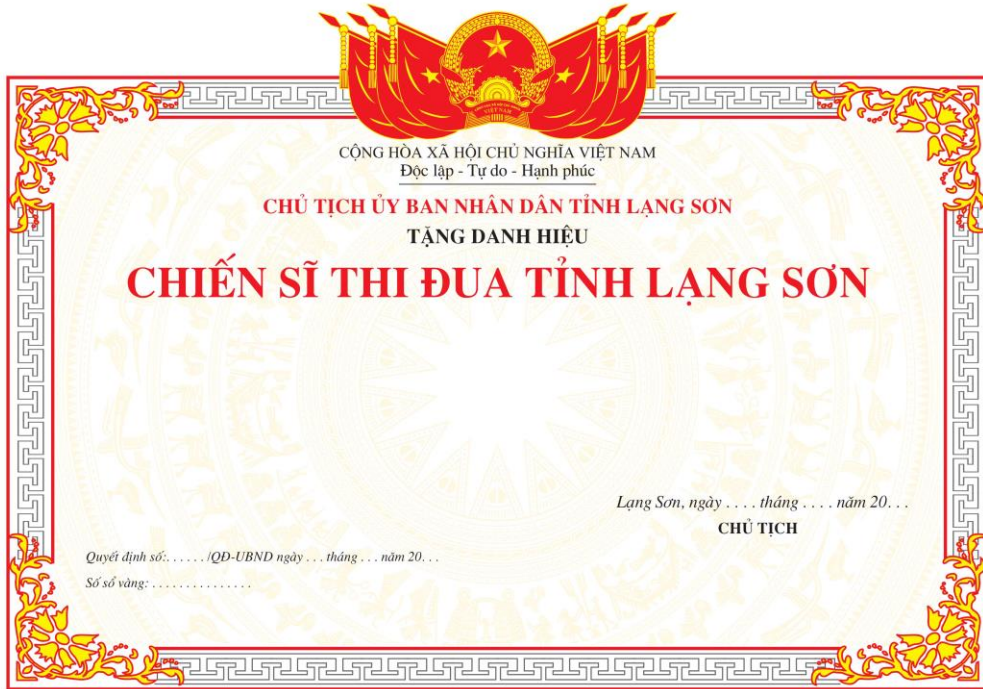 VIỆT NAM
CỘNG HÒA XÃ HỘI CHỦ NGHĨA VIỆT NAM
Độc lập - Tự do - Hạnh phúc
CHỦ TỊCH ỦY BAN NHÂN DÂN TỈNH LẠNG SƠN
TẶNG DANH HIỆU
CHIẾN SĨ THI ĐUA TỈNH LẠNG SƠN
Lạng Sơn, ngày . . . . tháng . . . . năm 20. . .
CHỦ TỊCH
Quyết định số:. . . . . . /QĐ-UBND ngày . . . tháng . . . năm 20. . .
Số sổ vàng: . . . . . . . . . . . . . . .